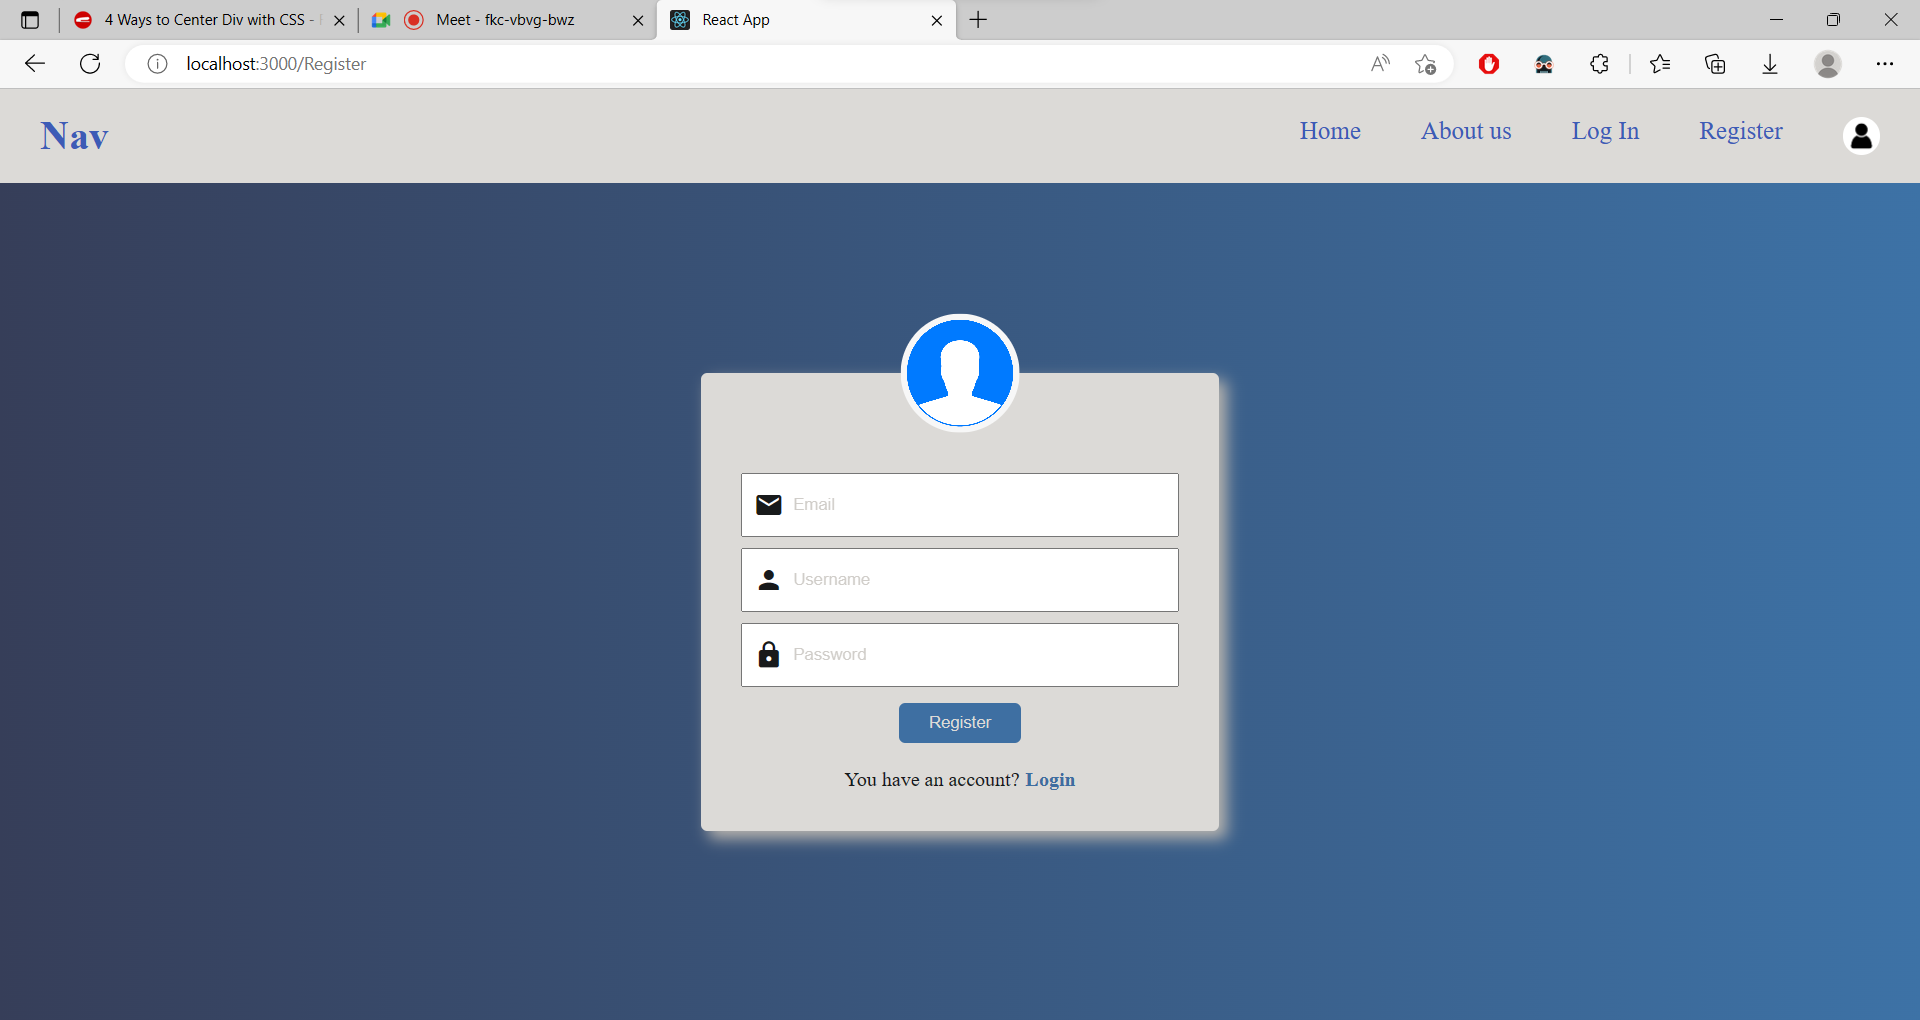 4 Ways to Center Div with CSS -
Meet - fkc-vbvg-bwz
React App
localhost:3000/Register
Nav
Home
About us
Log In
Register
Email
Username
Password
Register
You have an account? Login